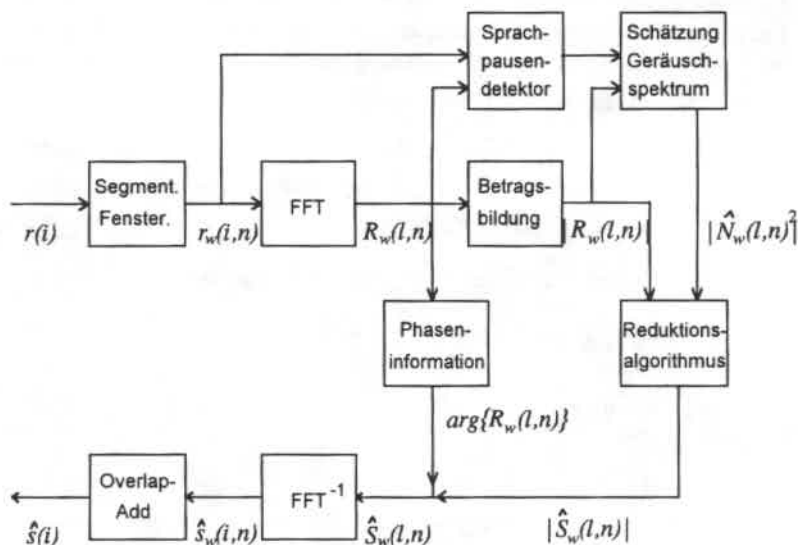 Sprach-
pausen-
detektor
Schätzung
Geräusch-
spektrum
Segment.
Fenster.
FFT
Betrags-
bildung
r(i)
r_w(i,n)
R_w(l,n)
|R_w(l,n)|
|N̂_w(l,n)²|
Phasen-
information
Reduktions-
algorithmus
arg{R_w(l,n)}
Overlap-
Add
FFT⁻¹
ŝ(i)
ŝ_w(i,n)
Ŝ_w(l,n)
|Ŝ_w(l,n)|